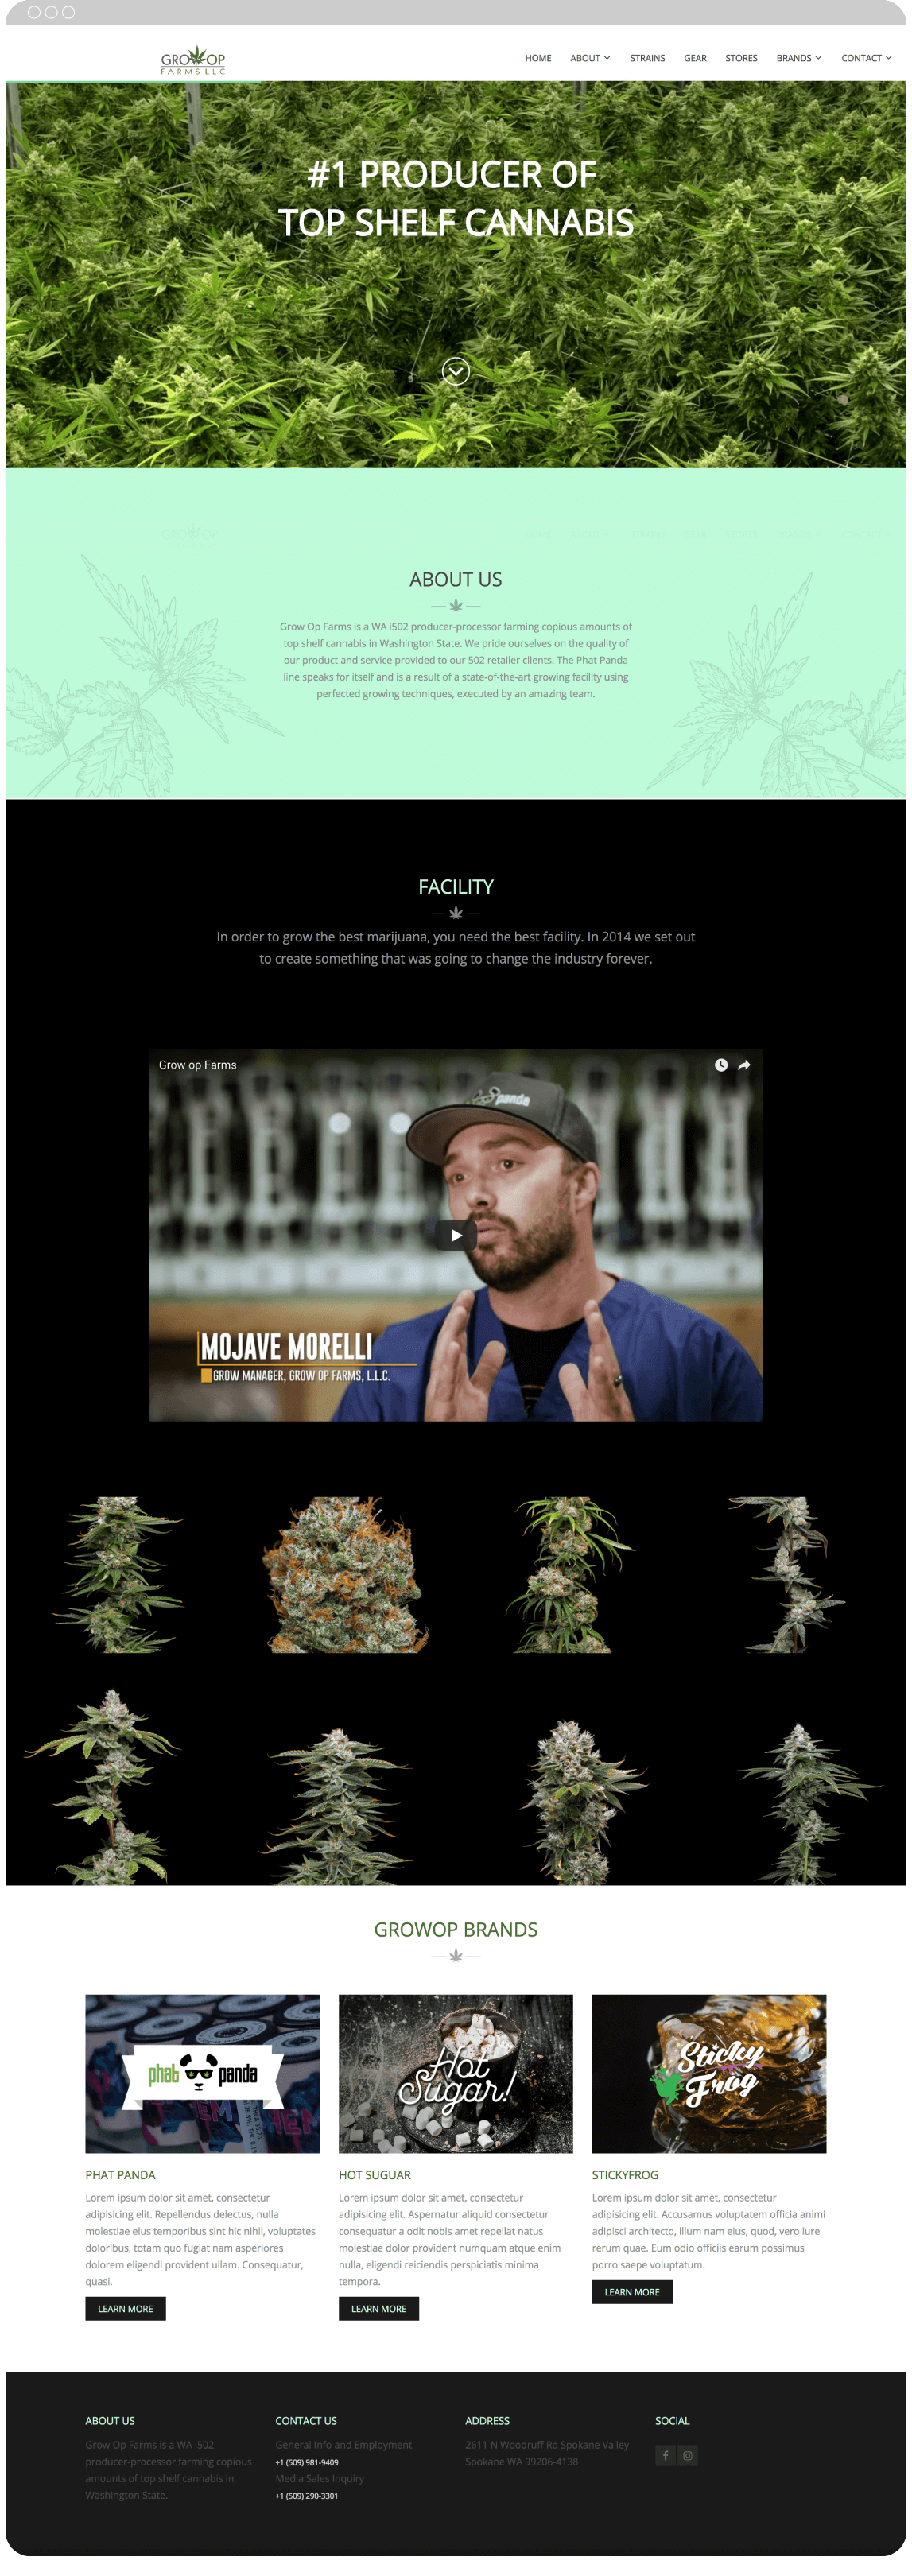 GROWOP
FARMS LLC
HOME ABOUT STRAINS GEAR STORES BRANDS CONTACT
#1 PRODUCER OF
TOP SHELF CANNABIS
GROWOP
HOME ABOUT STRAINS GEAR STORES BRANDS CONTACT
ABOUT US
Grow Op Farms is a WA i502 producer-processor farming copious amounts of
top shelf cannabis in Washington State. We pride ourselves on the quality of
our product and service provided to our 502 retailer clients. The Phat Panda
line speaks for itself and is a result of a state-of-the-art growing facility using
perfected growing techniques, executed by an amazing team.
FACILITY
In order to grow the best marijuana, you need the best facility. In 2014 we set out
to create something that was going to change the industry forever.
Grow op Farms
panda
MOJAVE MORELLI
GROW MANAGER, GROW OP FARMS, L.L.C.
GROWOP BRANDS
phat panda
Hot
Sugar!
Sticky
Frog
PHAT PANDA
Lorem ipsum dolor sit amet, consectetur
adipisicing elit. Repellendus delectus, nulla
molestiae eius temporibus sint hic nihil, voluptates
doloribus, totam quo fugiat nam asperiores
dolorem eligendi provident ullam. Consequatur,
quasi.
LEARN MORE
HOT SUGUAR
Lorem ipsum dolor sit amet, consectetur
adipisicing elit. Aspernatur aliquid consectetur
consequatur a odit nobis amet repellat natus
molestiae dolor provident numquam atque enim
nulla, eligendi reiciendis perspiciatis minima
tempora.
LEARN MORE
STICKYFROG
Lorem ipsum dolor sit amet, consectetur
adipisicing elit. Accusamus voluptatem officia animi
adipisci architecto, illum nam eius, quod, vero iure
rerum quae. Eum odio officiis earum possimus
porro saepe voluptatum.
LEARN MORE
ABOUT US
Grow Op Farms is a WA i502
producer-processor farming copious
amounts of top shelf cannabis in
Washington State.
CONTACT US
General Info and Employment
+1 (509) 981-9409
Media Sales Inquiry
+1 (509) 290-3301
ADDRESS
2611 N Woodruff Rd Spokane Valley
Spokane WA 99206-4138
SOCIAL